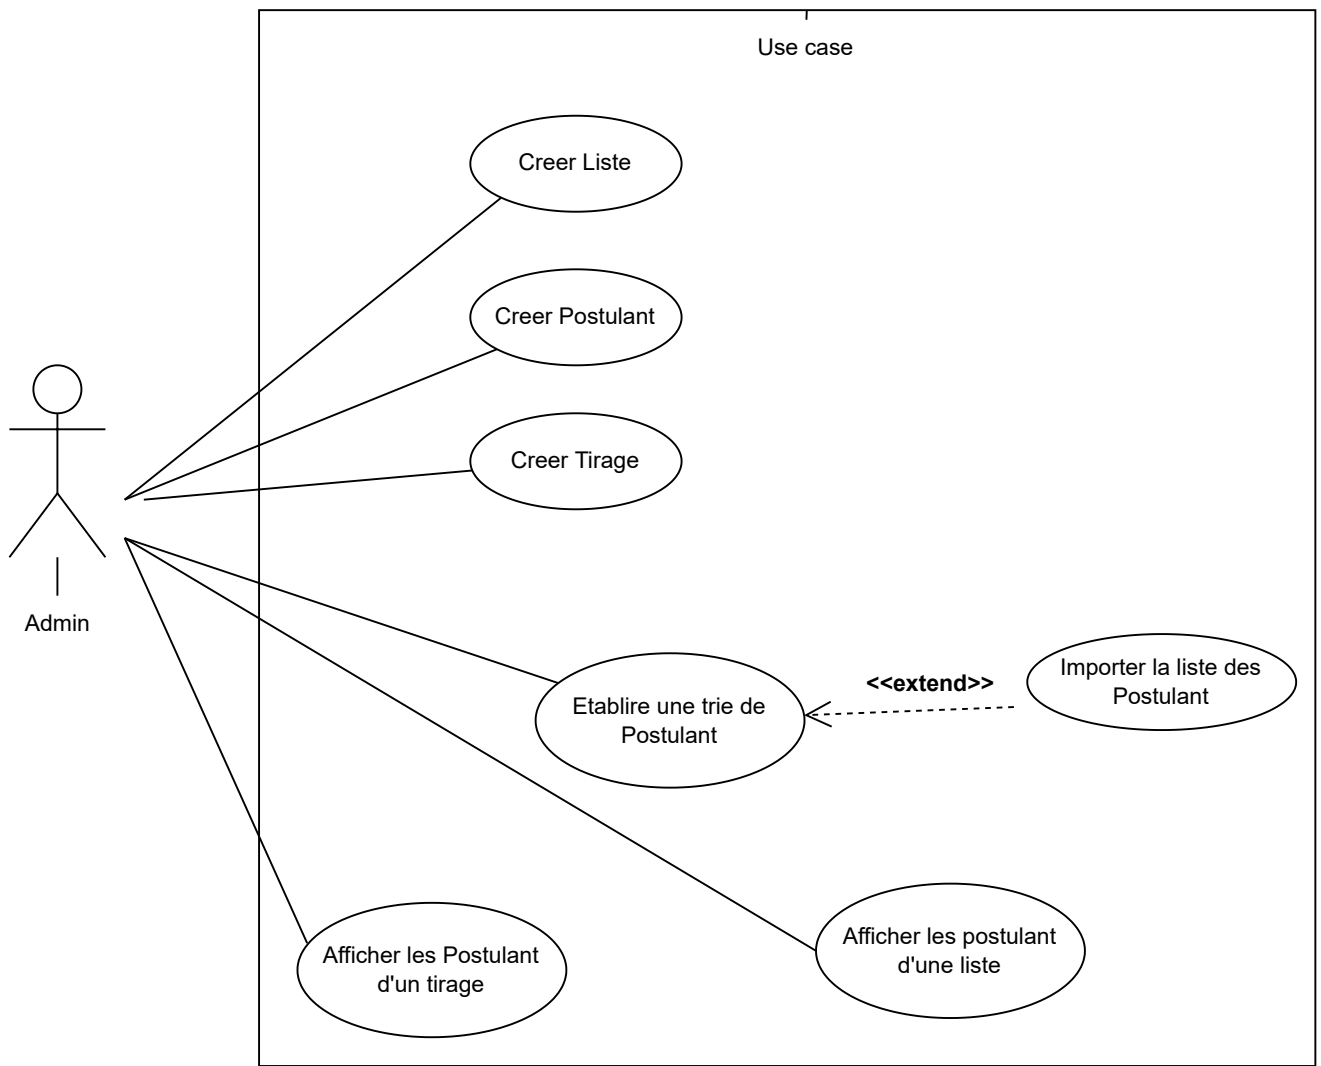 Use case
Creer Liste
Creer Postulant
Creer Tirage
Admin
Etablire une trie de
Postulant
<<extend>>
Importer la liste des
Postulant
Afficher les Postulant
d'un tirage
Afficher les postulant
d'une liste